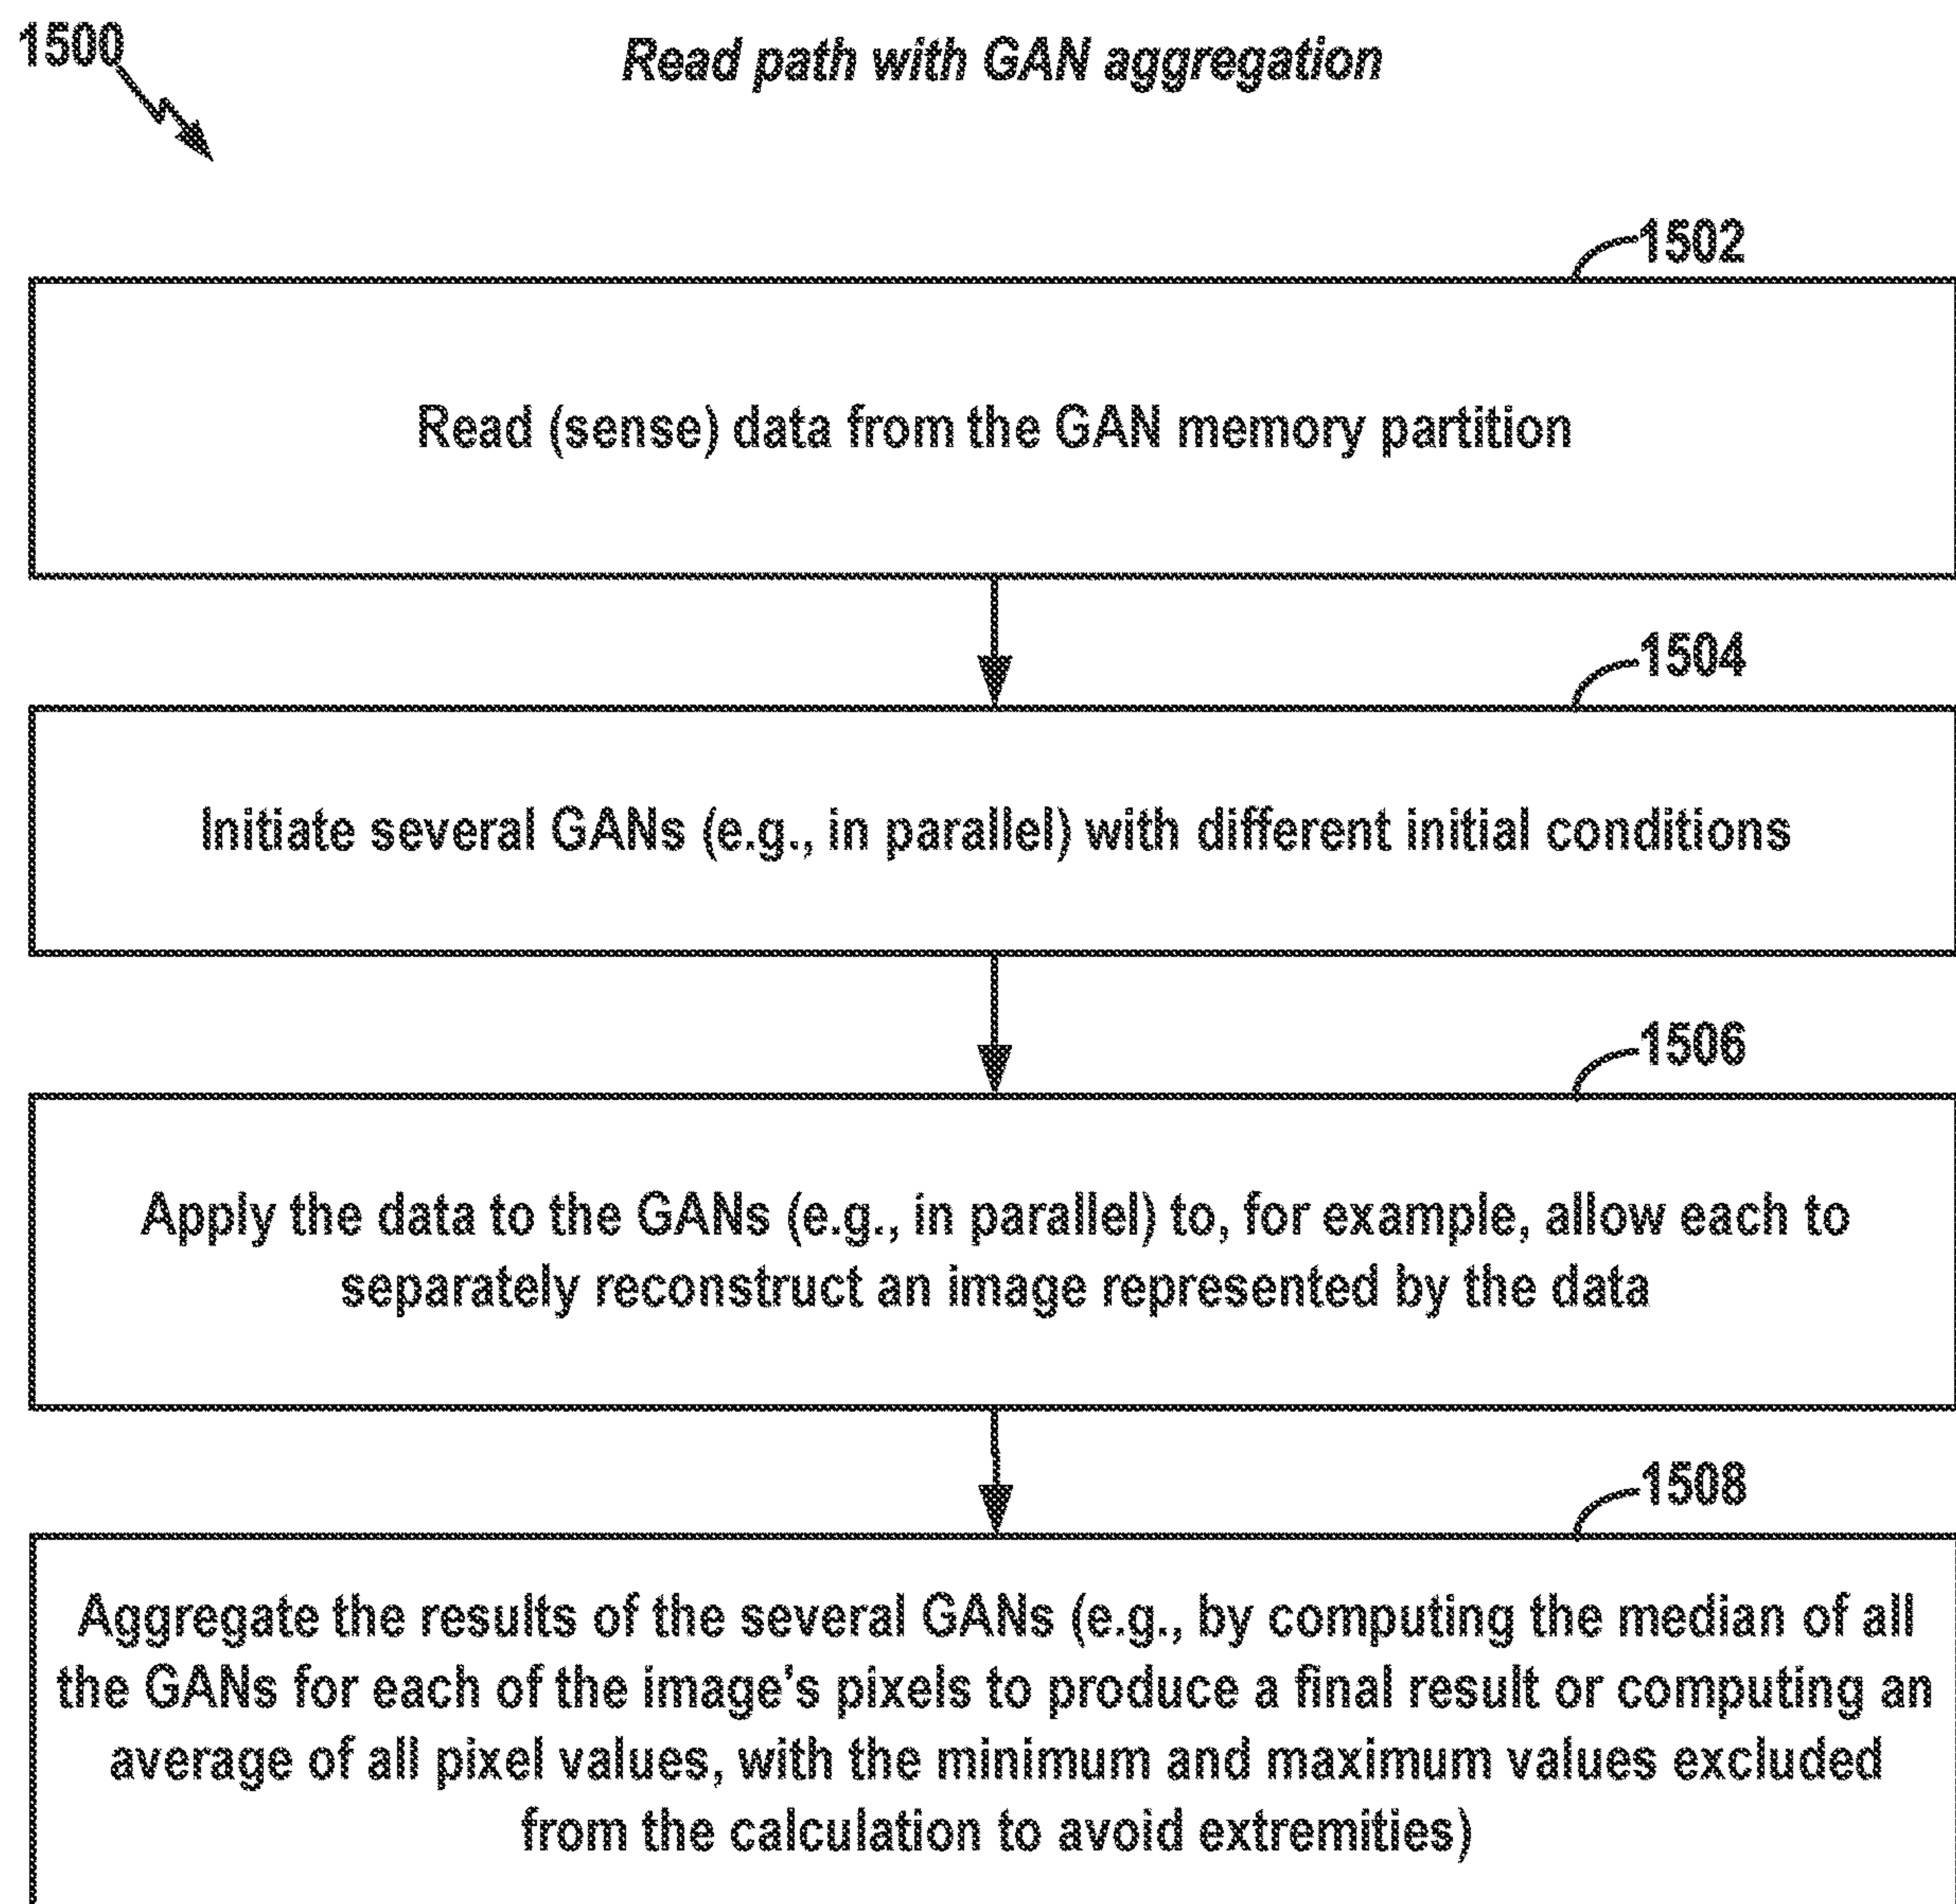 1500
Read path with GAN aggregation
1502
Read (sense) data from the GAN memory partition
1504
Initiate several GANs (e.g., in parallel) with different initial conditions
1506
Apply the data to the GANs (e.g., in parallel) to, for example, allow each to
separately reconstruct an image represented by the data
1508
Aggregate the results of the several GANs (e.g., by computing the median of all
the GANs for each of the image's pixels to produce a final result or computing an
average of all pixel values, with the minimum and maximum values excluded
from the calculation to avoid extremities)